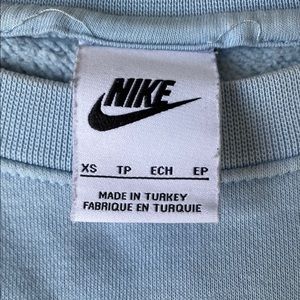 NIKE
XS TP ECH EP
MADE IN TURKEY
FABRIQUE EN TURQUIE